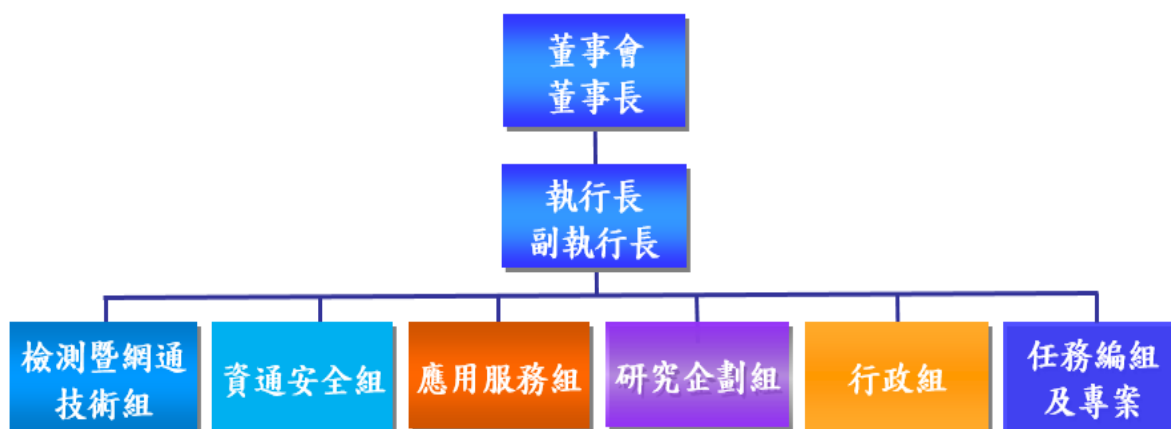 董事會
董事長
執行長
副執行長
檢測暨網通
技術組
資通安全組
應用服務組
研究企劃組
行政組
任務編組
及專案